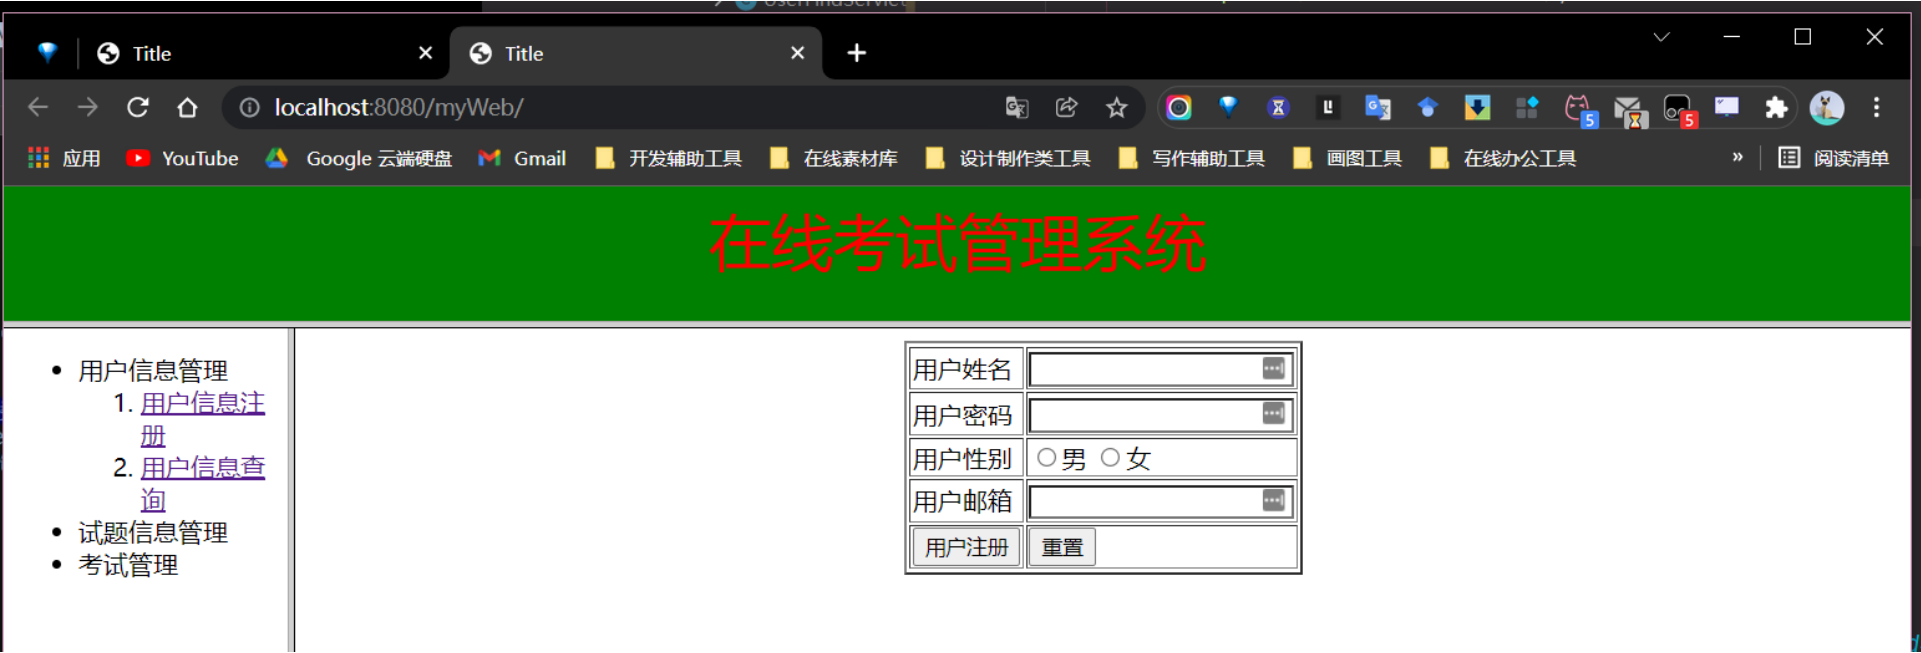 Title
Title
localhost:8080/myWeb/
5
5
应用 YouTube Google 云端硬盘 Gmail 开发辅助工具 在线素材库 设计制作类工具 写作辅助工具 画图工具 在线办公工具 » 阅读清单
在线考试管理系统
• 用户信息管理
1. 用户信息注
册
2. 用户信息查
询
• 试题信息管理
• 考试管理
用户姓名
用户密码
用户性别 男 女
用户邮箱
用户注册 重置